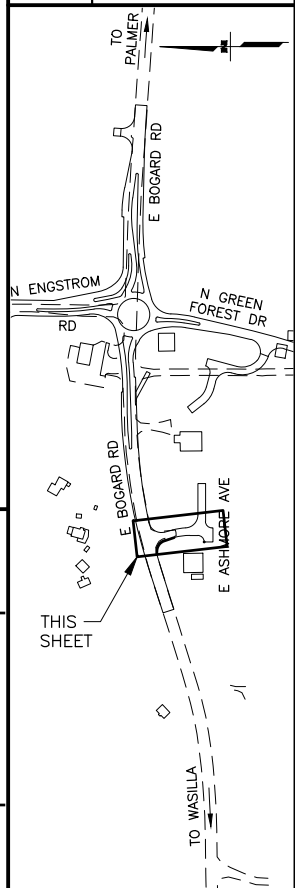 TO
PALMER
E BOGARD RD
N ENGSTROM
RD
N GREEN
FOREST DR
E BOGARD RD
E ASHMORE AVE
THIS
SHEET
TO WASILLA